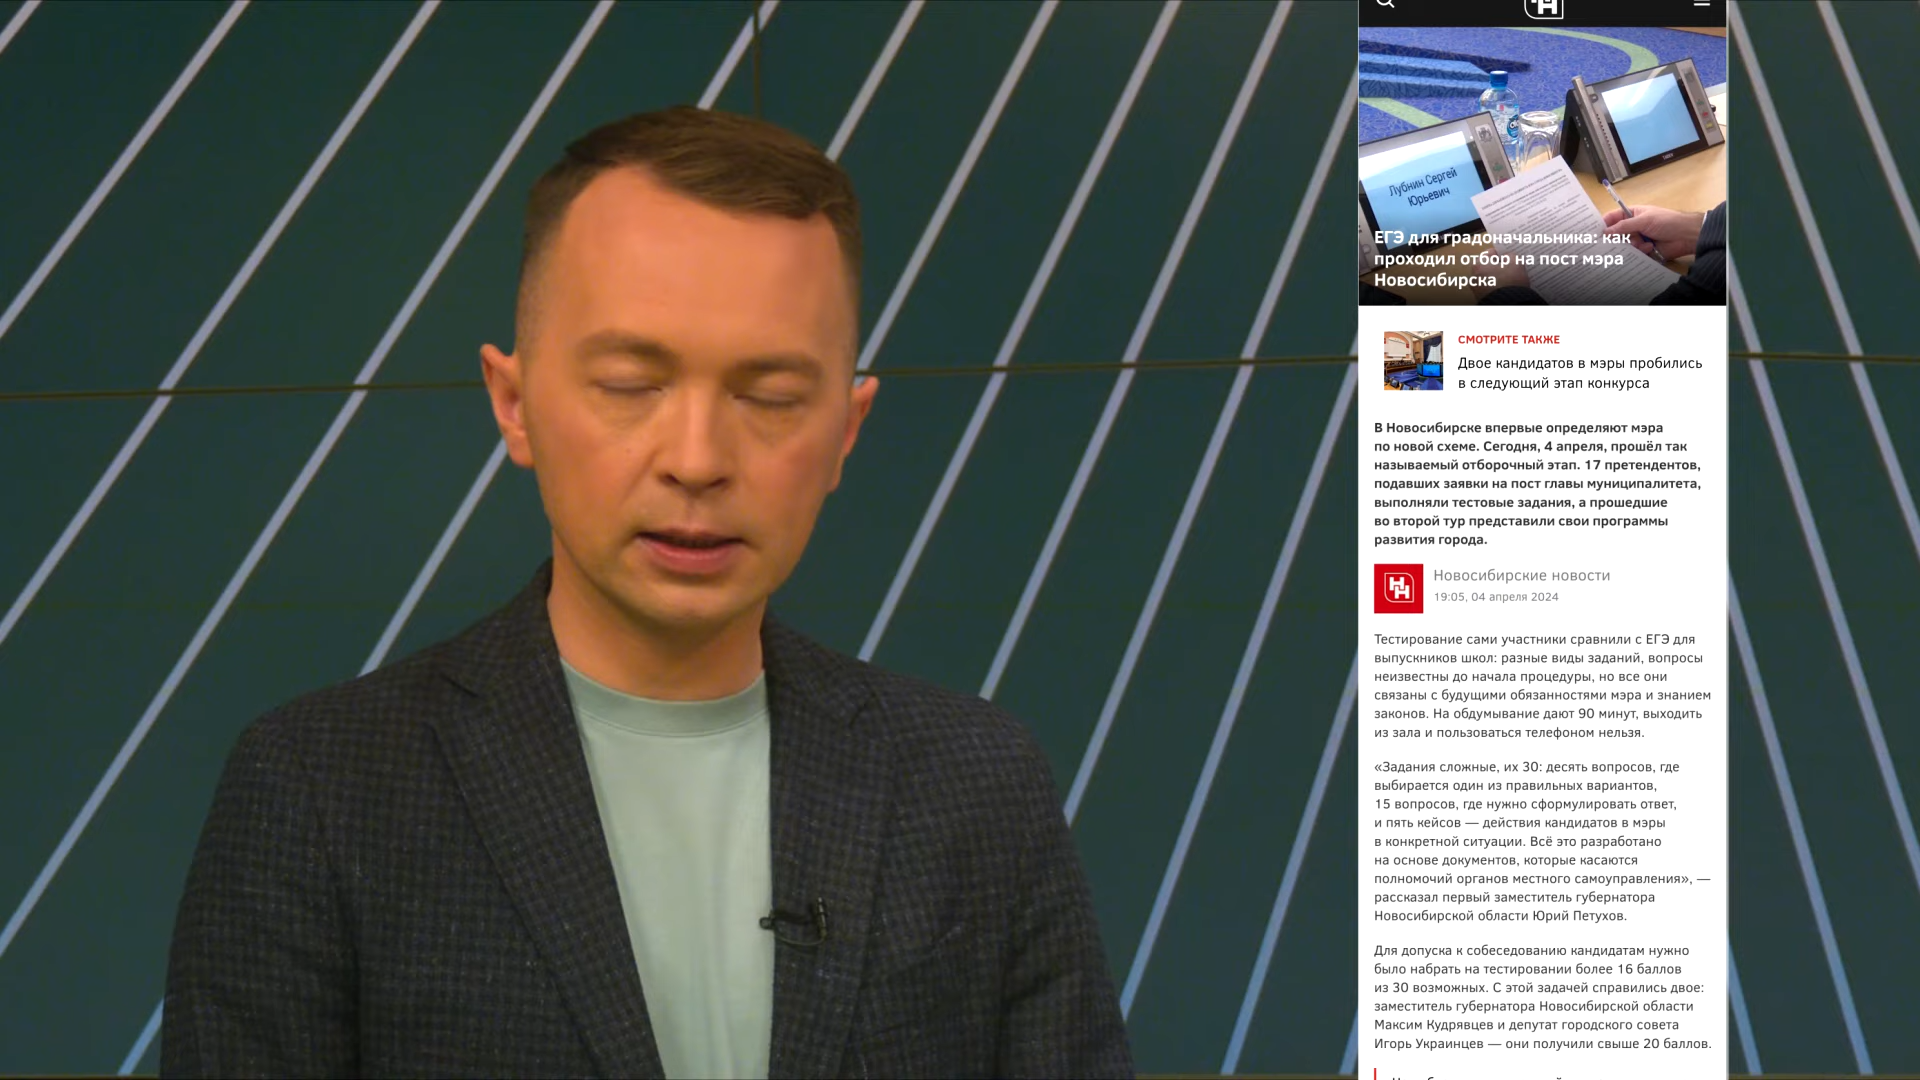 Лубнин Сергей
Юрьевич
ЕГЭ для градоначальника: как
проходил отбор на пост мэра
Новосибирска
СМОТРИТЕ ТАКЖЕ
Двое кандидатов в мэры пробились
в следующий этап конкурса
В Новосибирске впервые определяют мэра
по новой схеме. Сегодня, 4 апреля, прошёл так
называемый отборочный этап. 17 претендентов,
подавших заявки на пост главы муниципалитета,
выполняли тестовые задания, а прошедшие
во второй тур представили свои программы
развития города.
Новосибирские новости
19:05, 04 апреля 2024
Тестирование сами участники сравнили с ЕГЭ для
выпускников школ: разные виды заданий, вопросы
неизвестны до начала процедуры, но все они
связаны с будущими обязанностями мэра и знанием
законов. На обдумывание дают 90 минут, выходить
из зала и пользоваться телефоном нельзя.
«Задания сложные, их 30: десять вопросов, где
выбирается один из правильных вариантов,
15 вопросов, где нужно сформулировать ответ,
и пять кейсов — действия кандидатов в мэры
в конкретной ситуации. Всё это разработано
на основе документов, которые касаются
полномочий органов местного самоуправления», —
рассказал первый заместитель губернатора
Новосибирской области Юрий Петухов.
Для допуска к собеседованию кандидатам нужно
было набрать на тестировании более 16 баллов
из 30 возможных. С этой задачей справились двое:
заместитель губернатора Новосибирской области
Максим Кудрявцев и депутат городского совета
Игорь Украинцев — они получили свыше 20 баллов.